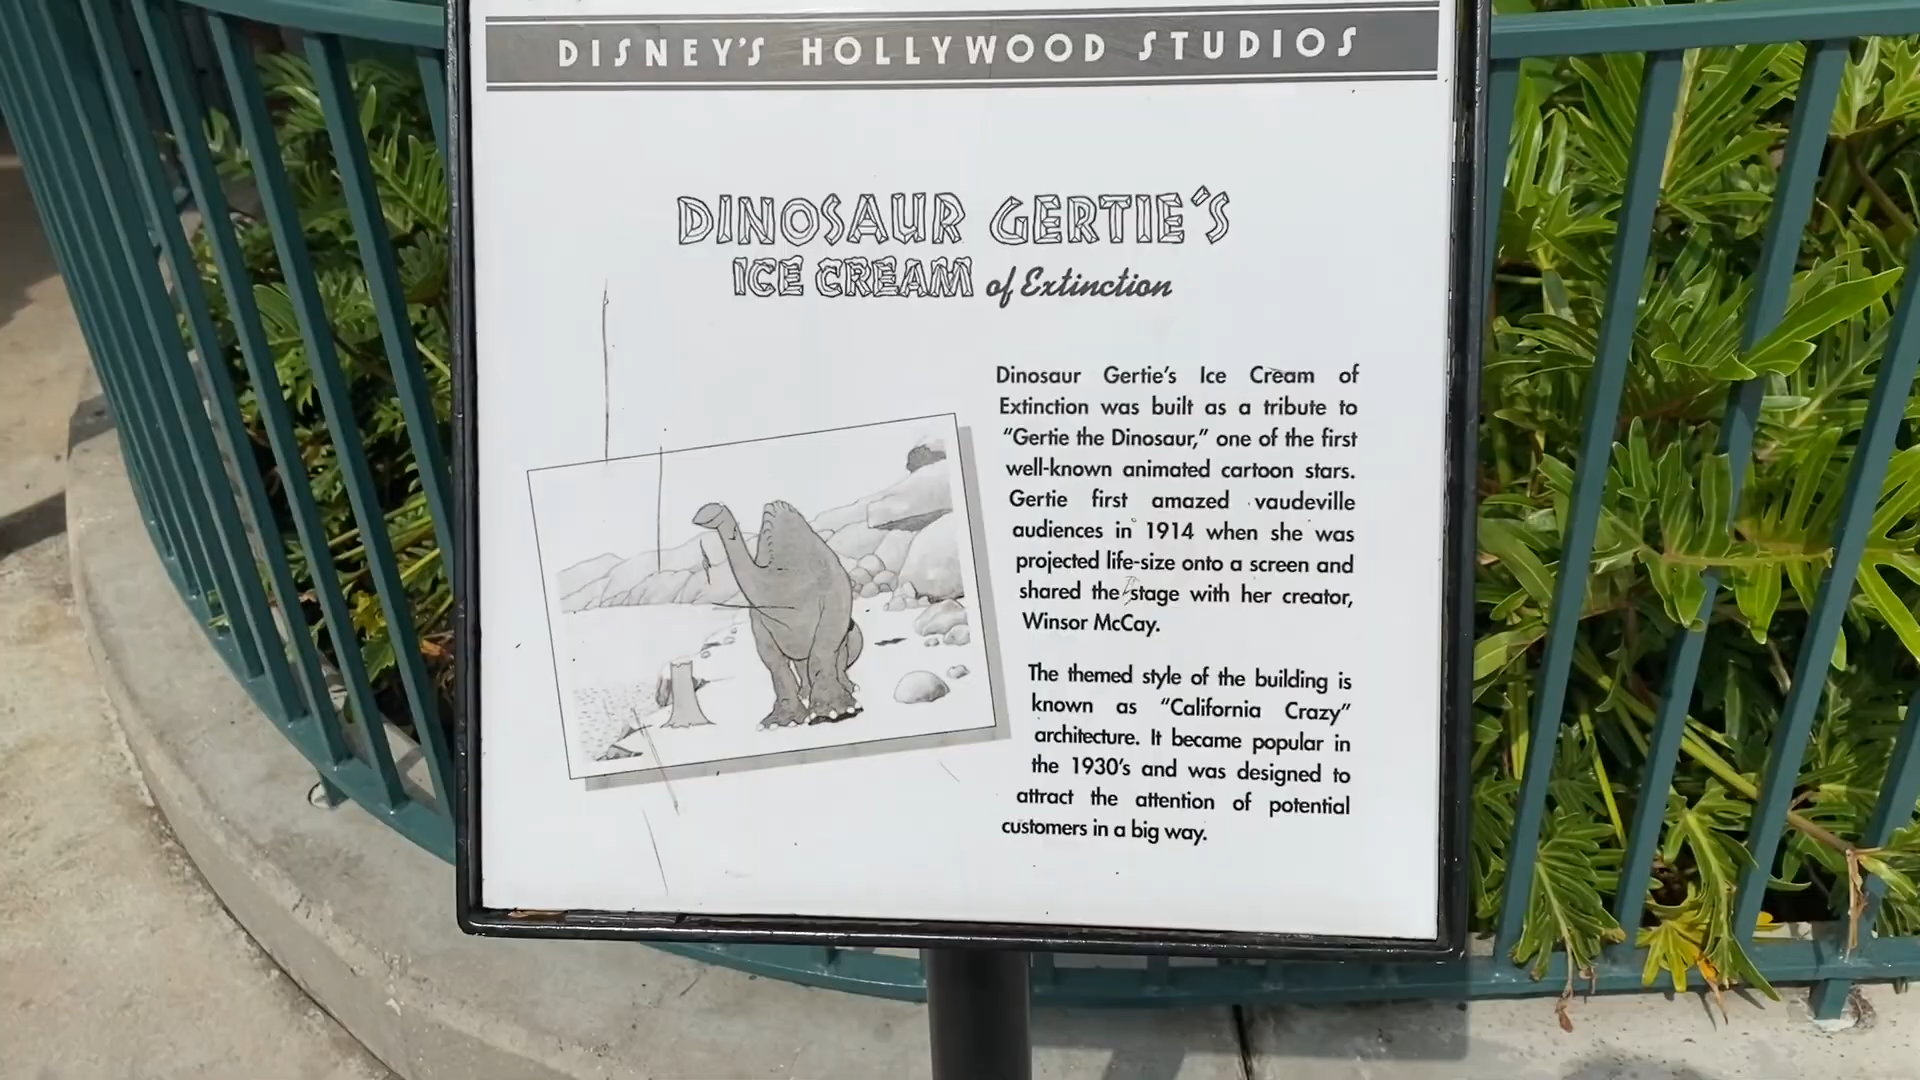 DISNEY'S HOLLYWOOD STUDIOS
DINOSAUR GERTIE'S
ICE CREAM of Extinction
Dinosaur Gertie's Ice Cream of
Extinction was built as a tribute to
"Gertie the Dinosaur," one of the first
well-known animated cartoon stars.
Gertie first amazed vaudeville
audiences in 1914 when she was
projected life-size onto a screen and
shared the stage with her creator,
Winsor McCay.
The themed style of the building is
known as "California Crazy"
architecture. It became popular in
the 1930's and was designed to
attract the attention of potential
customers in a big way.